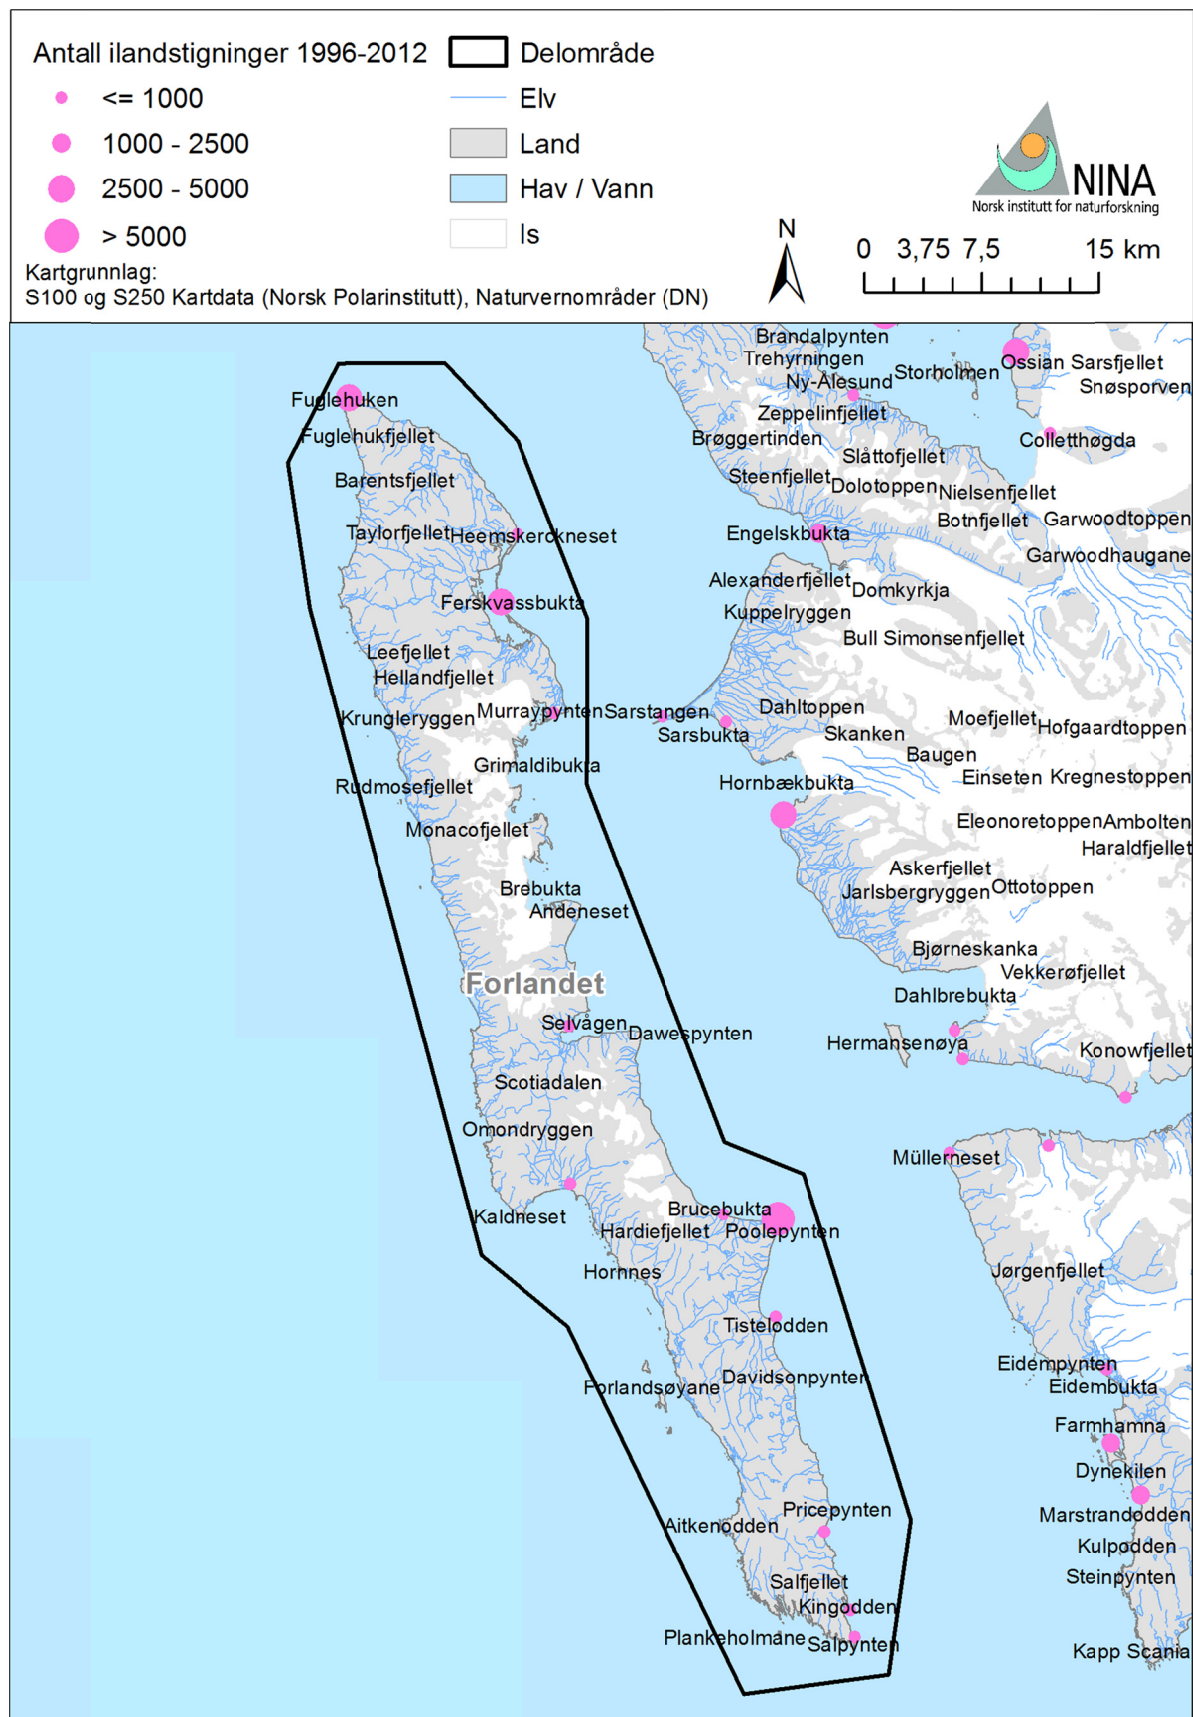 Antall ilandstigninger 1996-2012
<= 1000
1000 - 2500
2500 - 5000
> 5000
Delområde
Elv
Land
Hav / Vann
Is
Kartgrunnlag:
S100 og S250 Kartdata (Norsk Polarinstitutt), Naturvernområder (DN)
NINA
Norsk institutt for naturforskning
N
0 3,75 7,5 15 km
Brandalpynten
Trehyrningen
Ossian Sarsfjellet
Storholmen
Ny-Ålesund
Snøsporven
Fuglehuken
Zeppelinfjellet
Fuglehukfjellet
Brøggertinden
Colletthøgda
Slåttofjellet
Steenfjellet
Barentsfjellet
Dolotoppen
Nielsenfjellet
Botnfjellet
Garwoodtoppen
Taylorfjellet
Heemskerckneset
Engelskbukta
Garwoodhaugane
Alexanderfjellet
Domkyrkja
Ferskvassbukta
Kuppelryggen
Bull Simonsenfjellet
Leefjellet
Hellandfjellet
Krungleryggen
Murraypynten
Sarstangen
Dahltoppen
Moefjellet
Hofgaardtoppen
Sarsbukta
Skanken
Baugen
Grimaldibukta
Einseten
Kregnestoppen
Rudmosefjellet
Hornbækbukta
Monacofjellet
Eleonoretoppen
Ambolten
Haraldfjellet
Askerfjellet
Brebukta
Jarlsbergryggen
Ottotoppen
Andeneset
Bjørneskanka
Vekkerøfjellet
Forlandet
Dahlbrebukta
Selvågen
Dawespynten
Hermansenøya
Konowfjellet
Scotiadalen
Omondryggen
Müllerneset
Kaldneset
Brucebukta
Hardiefjellet
Poolepynten
Hornnes
Jørgenfjellet
Tistelodden
Eidempynten
Forlandsøyane
Davidsonpynten
Eidembukta
Farmhamna
Dynekilen
Pricepynten
Marstrandodden
Aitkenodden
Kulpodden
Salfjellet
Steinpynten
Kingodden
Plankeholmane
Salpynten
Kapp Scania